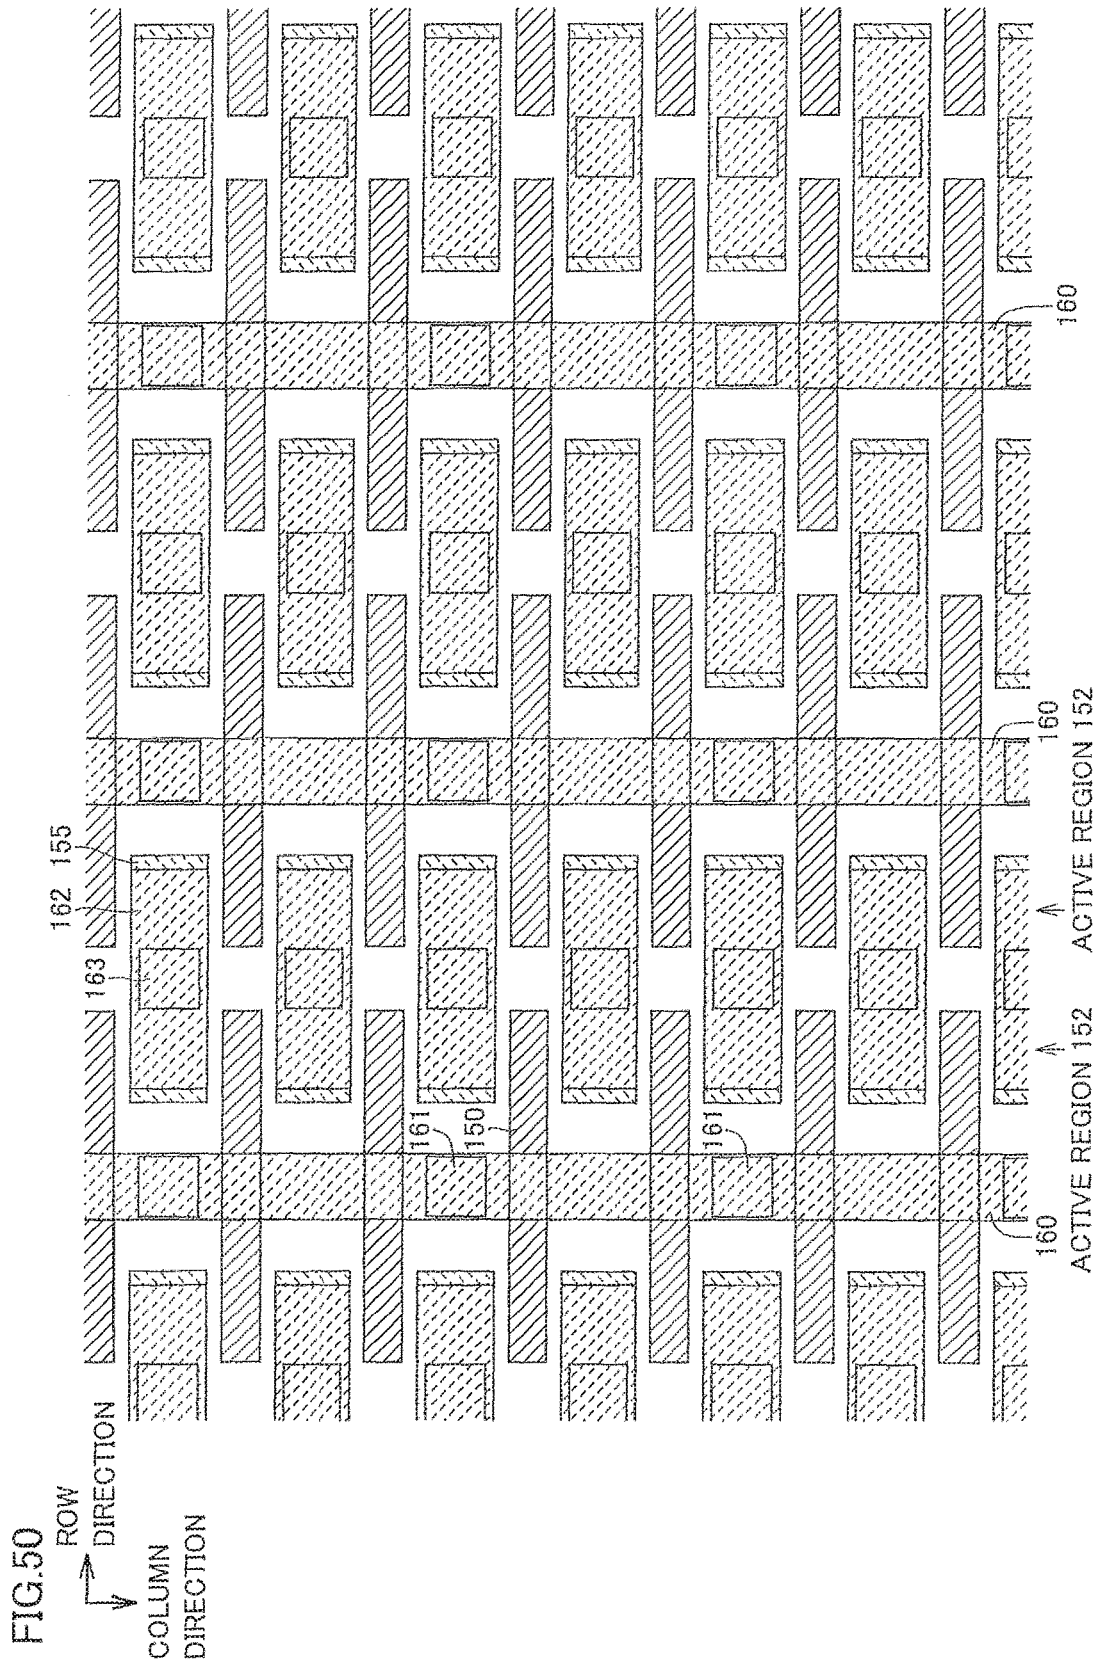 FIG.50
ROW
DIRECTION
COLUMN
DIRECTION
162
155
163
161
150
161
160
160
160
ACTIVE REGION 152
ACTIVE REGION 152